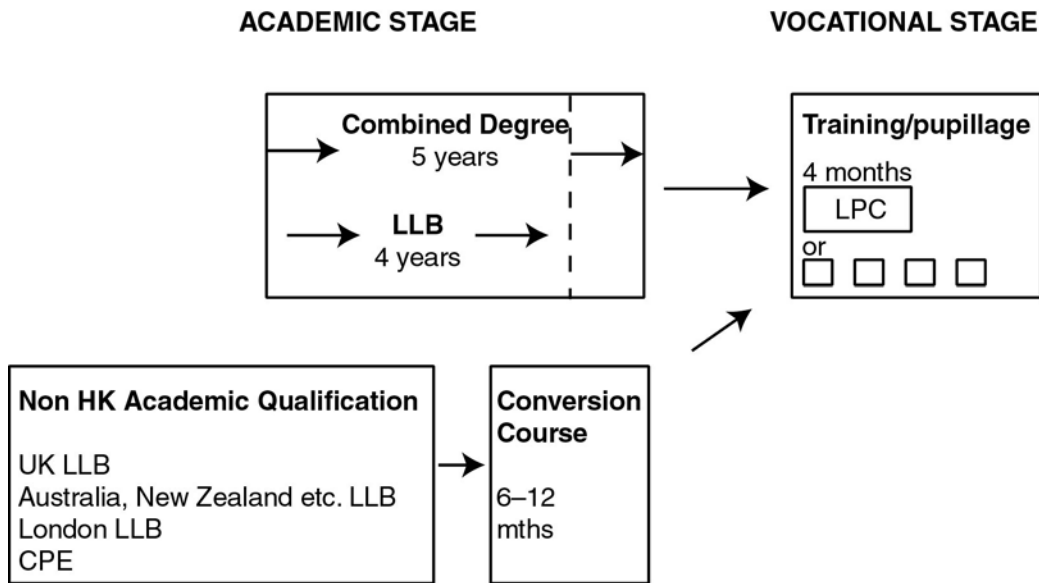 ACADEMIC STAGE
VOCATIONAL STAGE
Combined Degree
5 years
LLB
4 years
Training/pupillage
4 months
LPC
or
Non HK Academic Qualification
UK LLB
Australia, New Zealand etc. LLB
London LLB
CPE
Conversion
Course
6–12
mths